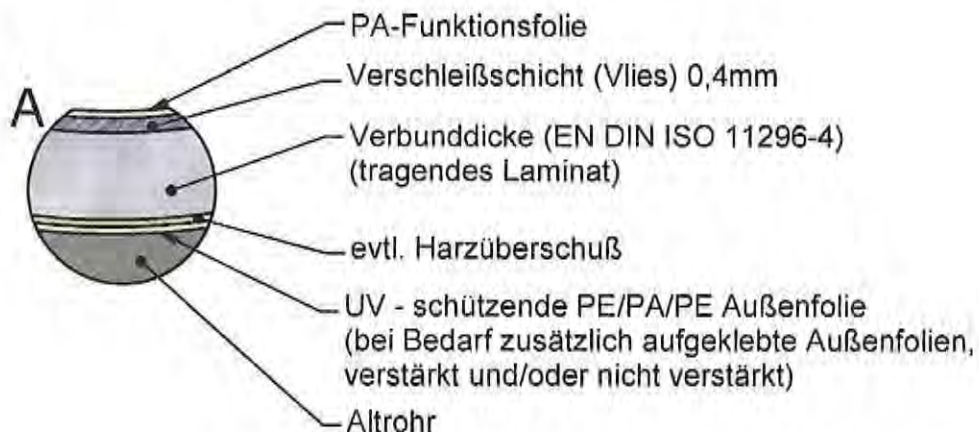 PA-Funktionsfolie
Verschleißschicht (Vlies) 0,4mm
A
Verbunddicke (EN DIN ISO 11296-4)
(tragendes Laminat)
evtl. Harzüberschuß
UV - schützende PE/PA/PE Außenfolie
(bei Bedarf zusätzlich aufgeklebte Außenfolien,
verstärkt und/oder nicht verstärkt)
Altrohr